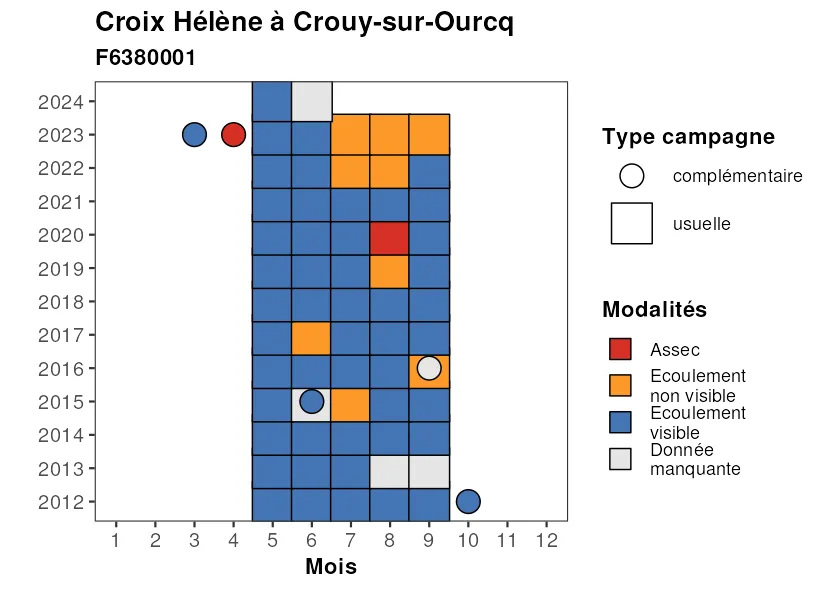 Croix Hélène à Crouy-sur-Ourcq
F6380001
2024
2023
2022
2021
2020
2019
2018
2017
2016
2015
2014
2013
2012
1 2 3 4 5 6 7 8 9 10 11 12
Mois
Type campagne
complémentaire
usuelle
Modalités
Assec
Ecoulement
non visible
Ecoulement
visible
Donnée
manquante